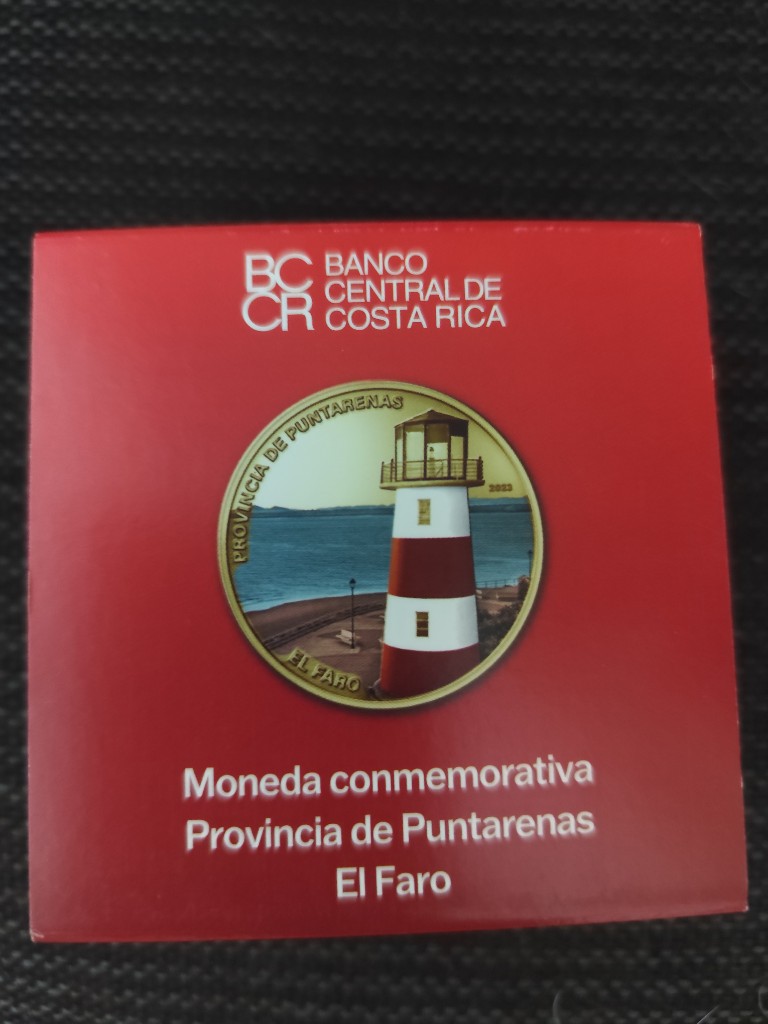 BC
CR
BANCO
CENTRAL DE
COSTA RICA
PROVINCIA DE PUNTARENAS
2023
EL FARO
Moneda conmemorativa
Provincia de Puntarenas
El Faro